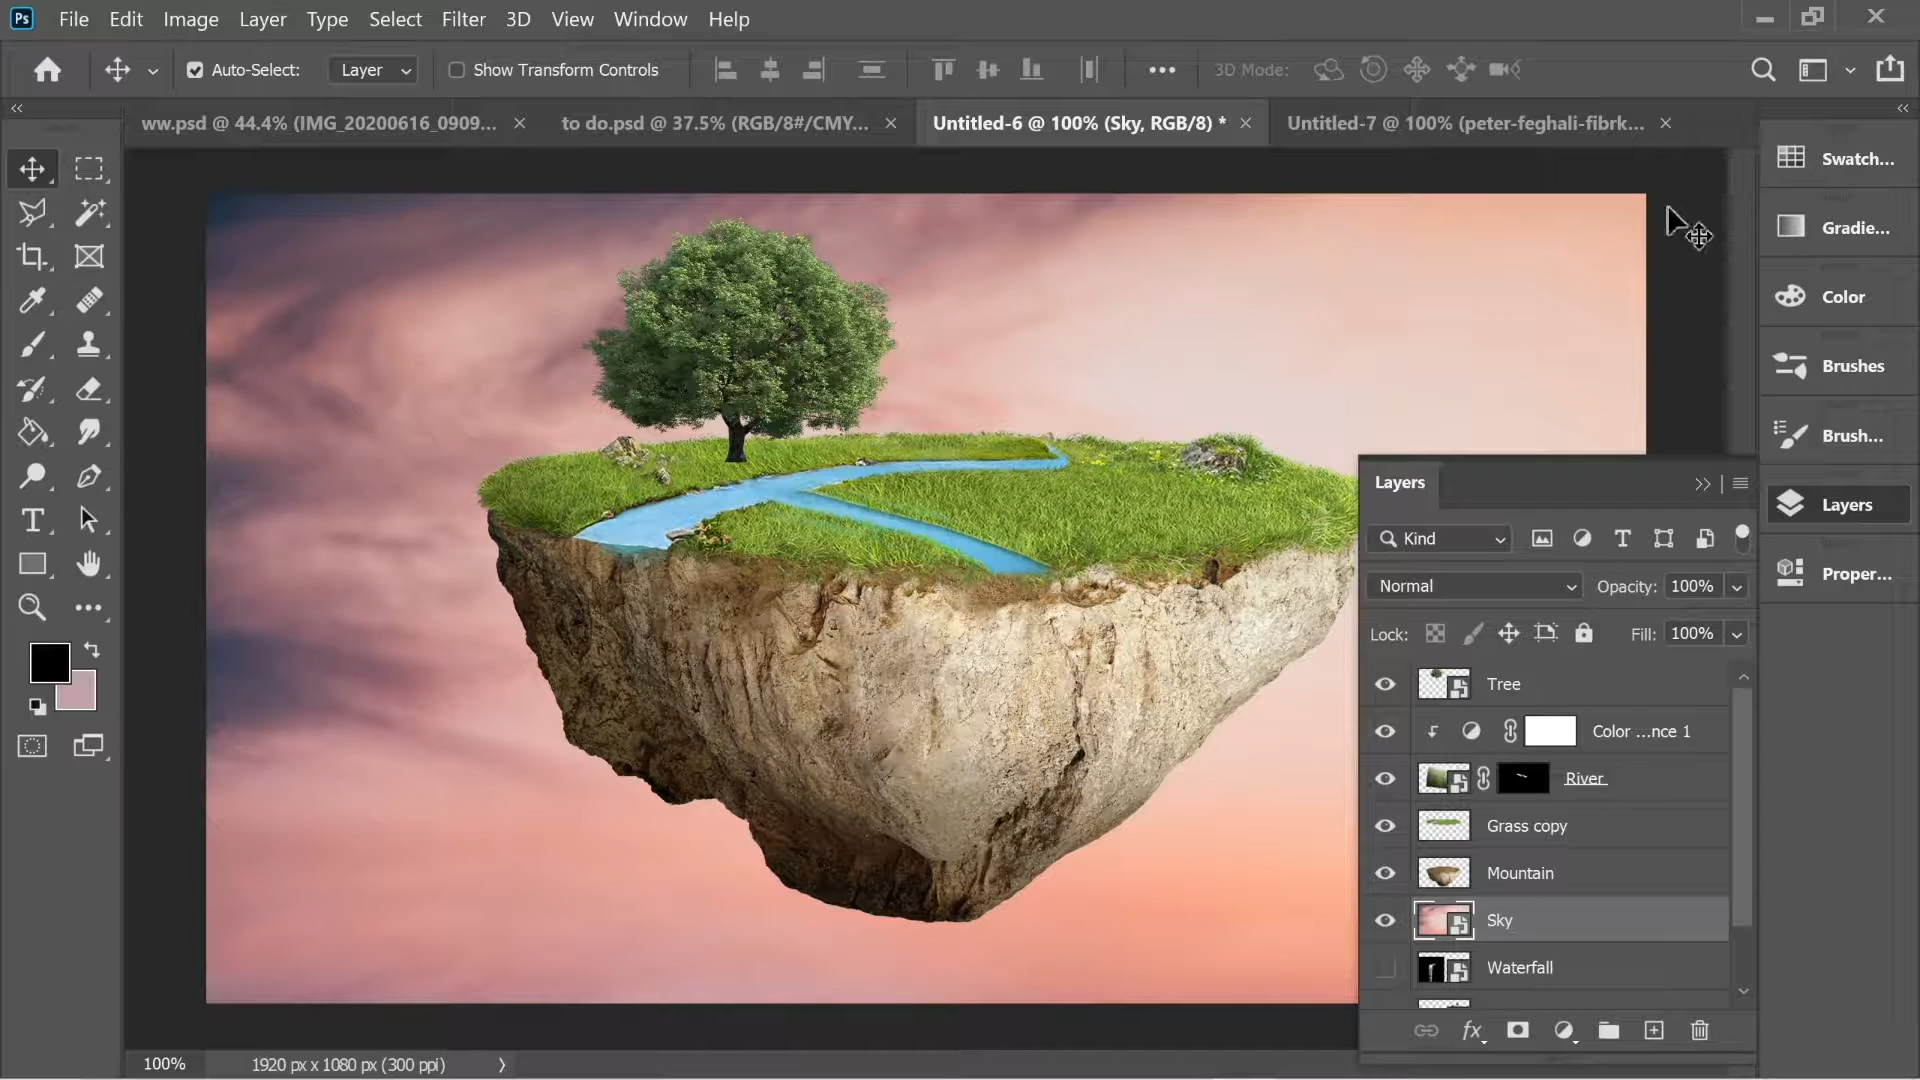 Ps File Edit Image Layer Type Select Filter 3D View Window Help
Auto-Select: Layer Show Transform Controls 3D Mode:
ww.psd @ 44.4% (IMG_20200616_0909... × to do.psd @ 37.5% (RGB/8#/CMY... × Untitled-6 @ 100% (Sky, RGB/8) * × Untitled-7 @ 100% (peter-feghali-fibrk... ×
Swatch...
Gradie...
Color
Brushes
Brush...
Layers
Proper...
Layers
Kind
Normal Opacity: 100%
Lock: Fill: 100%
Tree
Color ...nce 1
River
Grass copy
Mountain
Sky
Waterfall
fx
100% 1920 px x 1080 px (300 ppi)